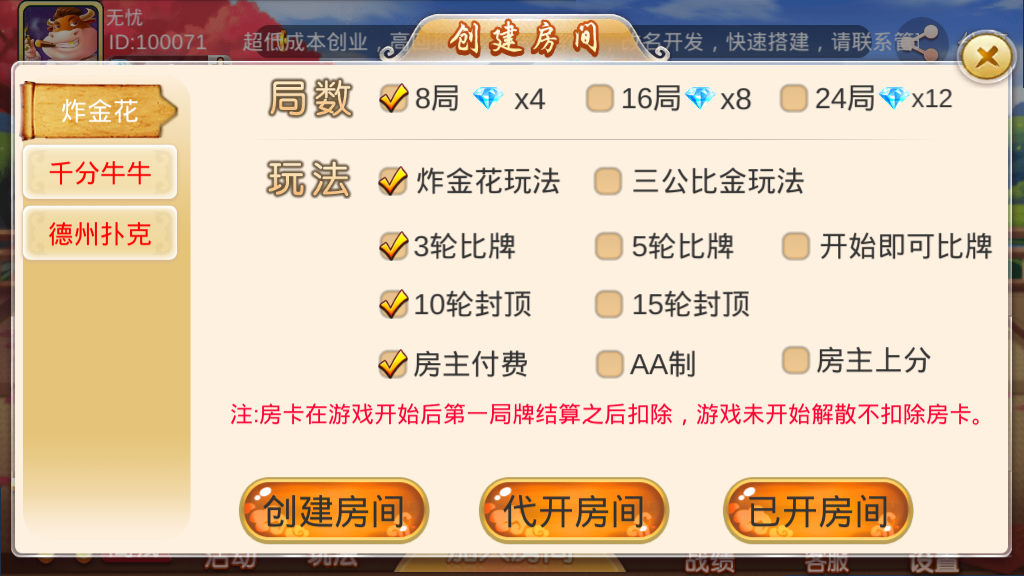 无忧
ID:100071
超低成本创业，高
名开发，快速搭建，请联系管
创建房间
炸金花
千分牛牛
德州扑克
局数 8局 x4 16局 x8 24局 x12
玩法 炸金花玩法 三公比金玩法
3轮比牌 5轮比牌 开始即可比牌
10轮封顶 15轮封顶
房主付费 AA制 房主上分
注:房卡在游戏开始后第一局牌结算之后扣除，游戏未开始解散不扣除房卡。
创建房间 代开房间 已开房间
活动 玩法 加入房间 战绩 客服 设置